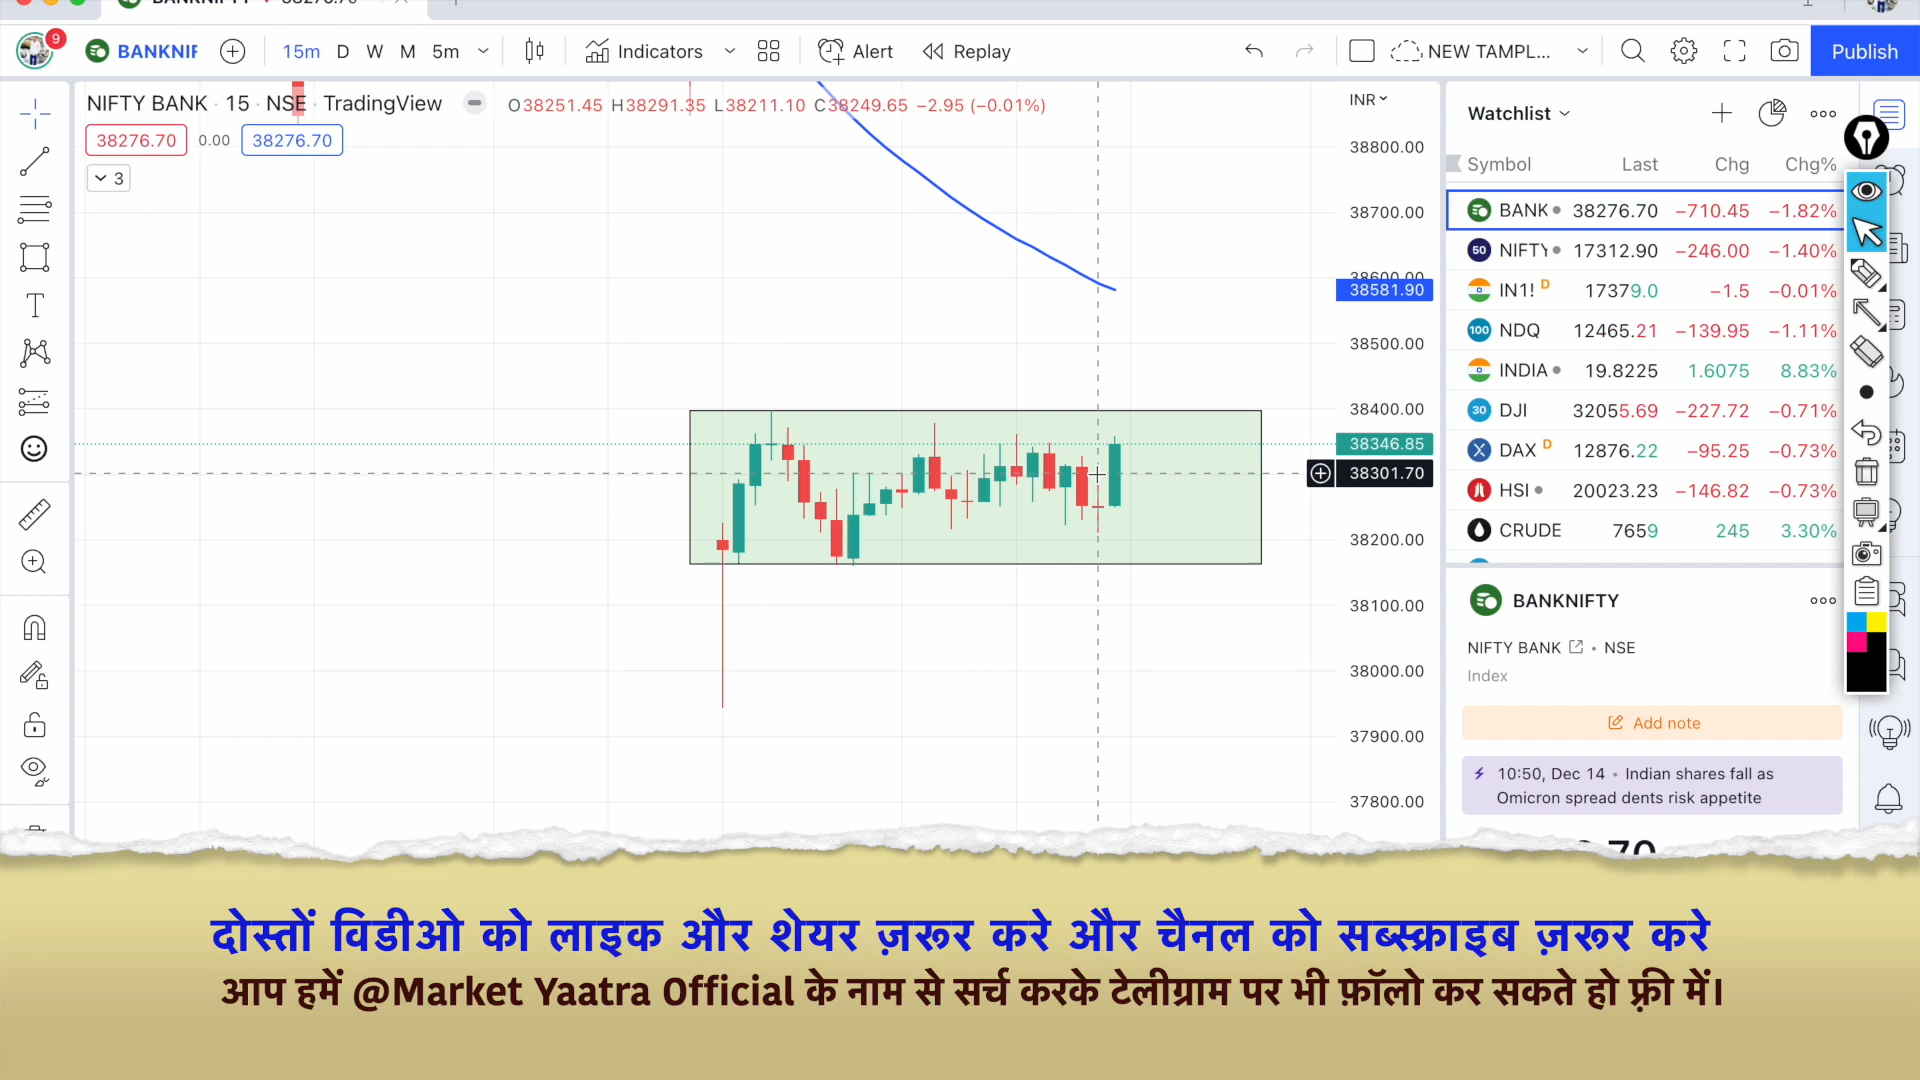 9
BANKNIF
15m D W M 5m
Indicators
Alert
Replay
NEW TAMPL...
Publish
NIFTY BANK · 15 · NSE · TradingView
O38251.45 H38291.35 L38211.10 C38249.65 −2.95 (−0.01%)
INR
38276.70 0.00 38276.70
3
38800.00
38700.00
38600.00
38581.90
38500.00
38400.00
38346.85
38301.70
38200.00
38100.00
38000.00
37900.00
37800.00
Watchlist
Symbol Last Chg Chg%
BANK 38276.70 −710.45 −1.82%
50 NIFTY 17312.90 −246.00 −1.40%
IN1! D 17379.0 −1.5 −0.01%
100 NDQ 12465.21 −139.95 −1.11%
INDIA 19.8225 1.6075 8.83%
30 DJI 32055.69 −227.72 −0.71%
X DAX D 12876.22 −95.25 −0.73%
HSI 20023.23 −146.82 −0.73%
CRUDE 7659 245 3.30%
BANKNIFTY
NIFTY BANK • NSE
Index
Add note
10:50, Dec 14 • Indian shares fall as
Omicron spread dents risk appetite
दोस्तों विडीओ को लाइक और शेयर ज़रूर करे और चैनल को सब्स्क्राइब ज़रूर करे
आप हमें @Market Yaatra Official के नाम से सर्च करके टेलीग्राम पर भी फ़ॉलो कर सकते हो फ़्री में।